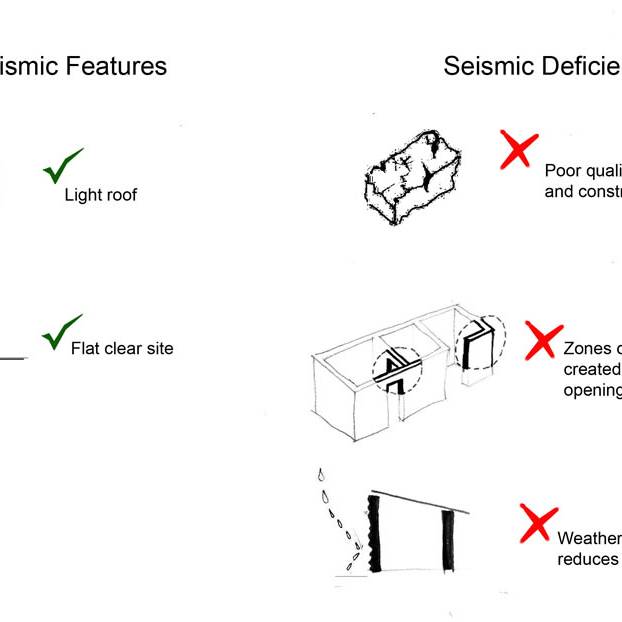 ismic Features
Seismic Deficie
Light roof
Poor quali
and constr
Flat clear site
Zones o
created
opening
Weather
reduces